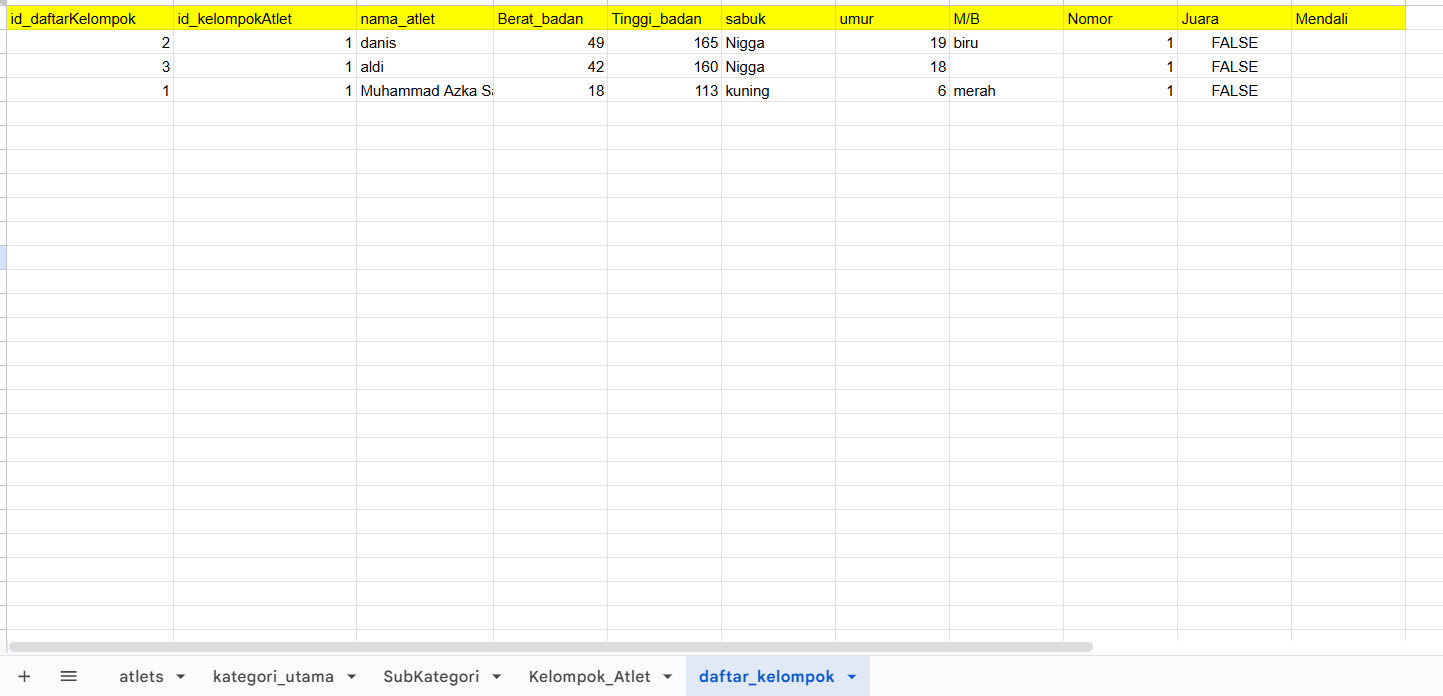 id_daftarKelompok id_kelompokAtlet nama_atlet Berat_badan Tinggi_badan sabuk umur M/B Nomor Juara Mendali
2 1 danis 49 165 Nigga 19 biru 1 FALSE
3 1 aldi 42 160 Nigga 18 1 FALSE
1 1 Muhammad Azka Sa 18 113 kuning 6 merah 1 FALSE
atlets kategori_utama SubKategori Kelompok_Atlet daftar_kelompok